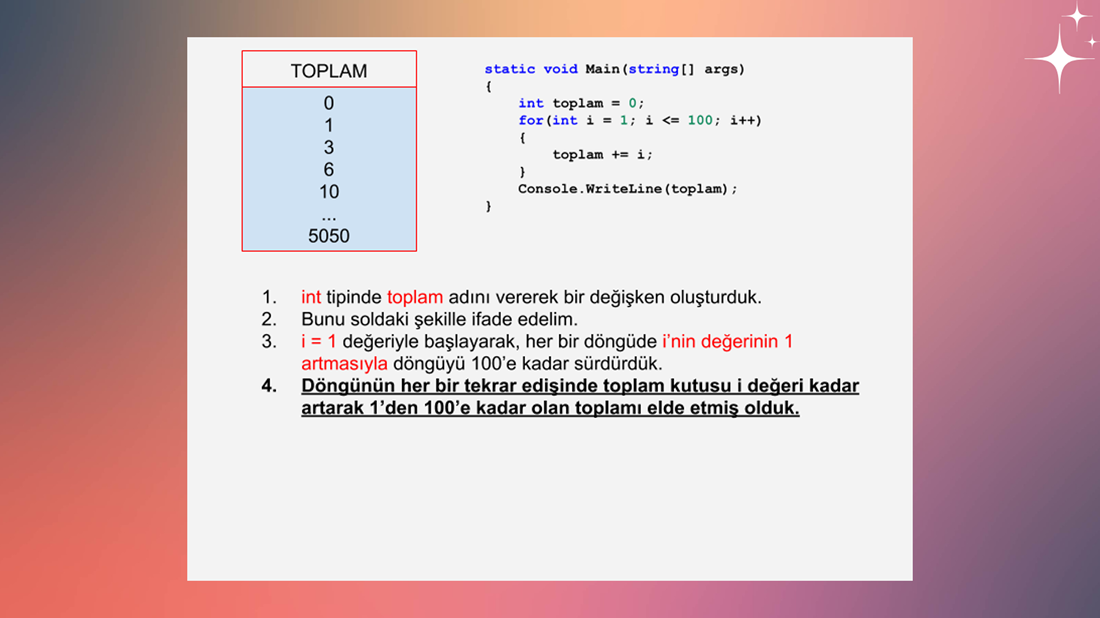 TOPLAM
0
1
3
6
10
...
5050
static void Main(string[] args)
{
int toplam = 0;
for(int i = 1; i <= 100; i++)
{
toplam += i;
}
Console.WriteLine(toplam);
}
1. int tipinde toplam adını vererek bir değişken oluşturduk.
2. Bunu soldaki şekille ifade edelim.
3. i = 1 değeriyle başlayarak, her bir döngüde i’nin değerinin 1
artmasıyla döngüyü 100’e kadar sürdürdük.
4. Döngünün her bir tekrar edişinde toplam kutusu i değeri kadar
artarak 1’den 100’e kadar olan toplamı elde etmiş olduk.